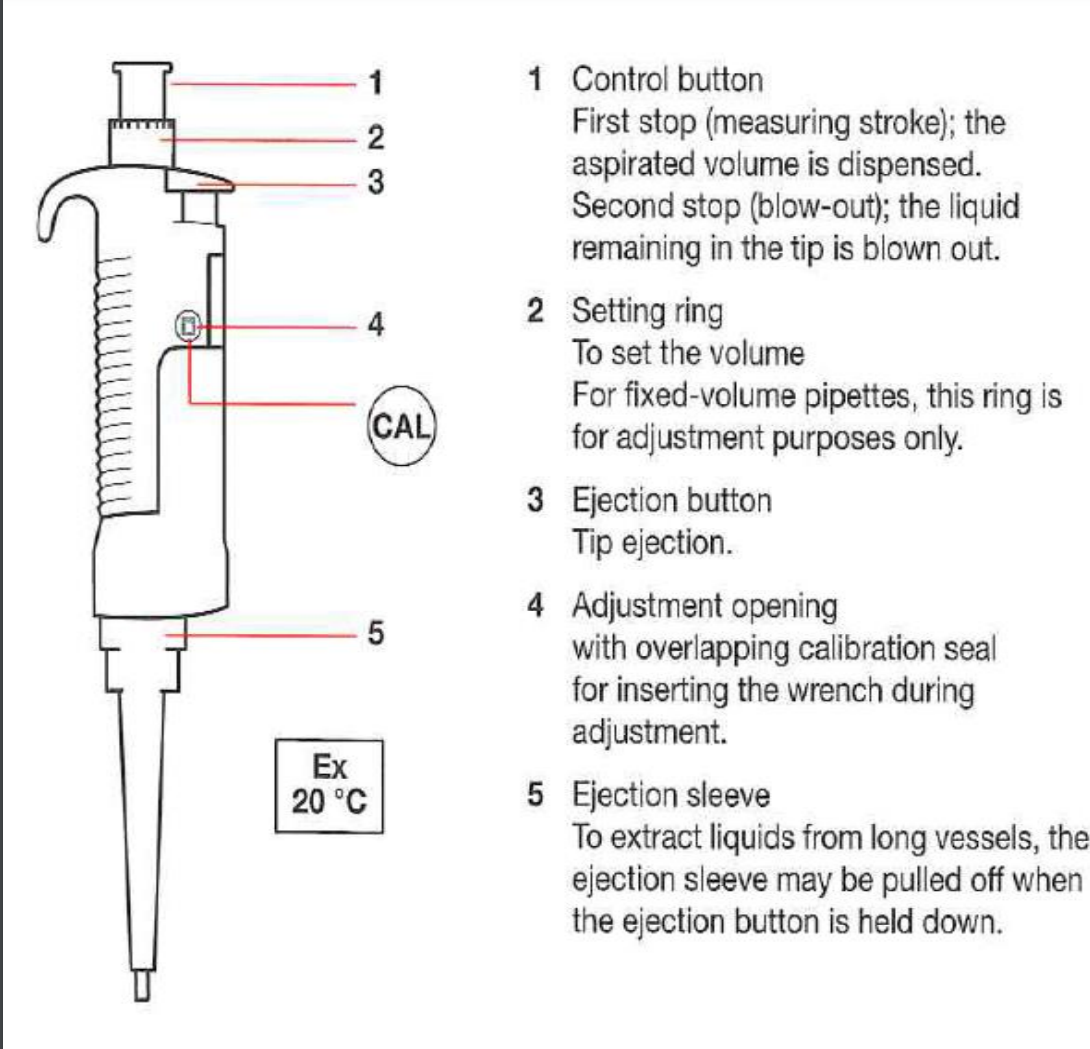 1
2
3
4
CAL
5
Ex
20 °C
1 Control button
First stop (measuring stroke); the
aspirated volume is dispensed.
Second stop (blow-out); the liquid
remaining in the tip is blown out.
2 Setting ring
To set the volume
For fixed-volume pipettes, this ring is
for adjustment purposes only.
3 Ejection button
Tip ejection.
4 Adjustment opening
with overlapping calibration seal
for inserting the wrench during
adjustment.
5 Ejection sleeve
To extract liquids from long vessels, the
ejection sleeve may be pulled off when
the ejection button is held down.